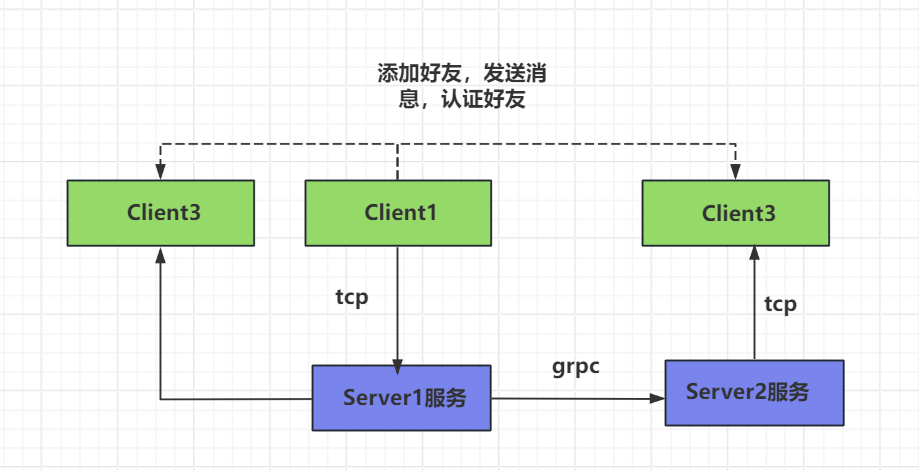 添加好友，发送消
息，认证好友
Client3
Client1
Client3
tcp
tcp
grpc
Server1服务
Server2服务